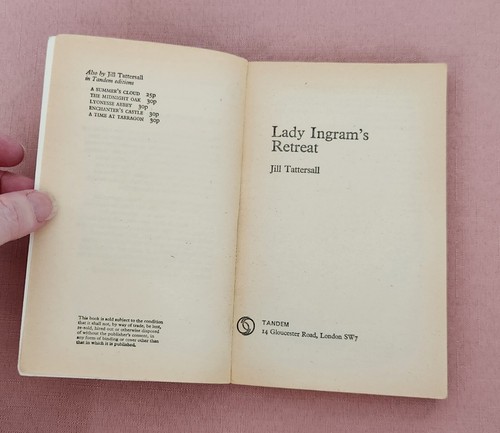 Also by Jill Tattersall
in Tandem editions
A SUMMER'S CLOUD 25p
THE MIDNIGHT OAK 30p
LYONESSE ABBEY 30p
ENCHANTER'S CASTLE 30p
A TIME AT TARRAGON 30p
This book is sold subject to the condition
that it shall not, by way of trade, be lent,
re-sold, hired out or otherwise disposed
of without the publisher's consent, in
any form of binding or cover other than
that in which it is published.
Lady Ingram's
Retreat
Jill Tattersall
TANDEM
14 Gloucester Road, London SW7